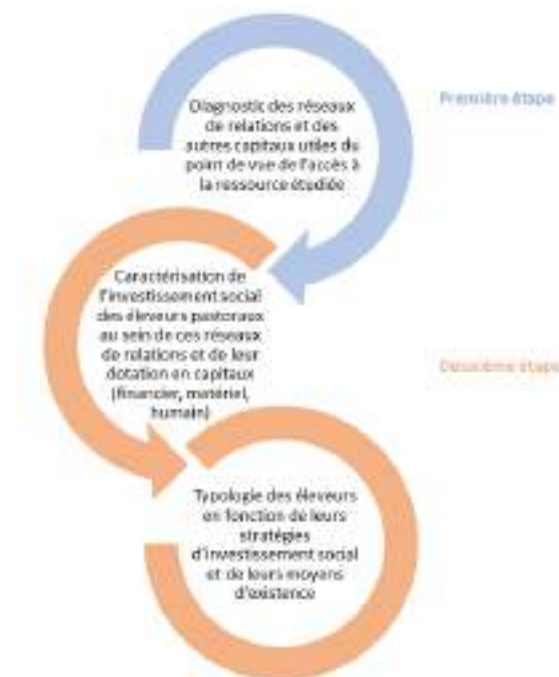 Diagnostic des réseaux
de relations et des
autres capitaux utiles du
point de vue de l'accès à
la ressource étudiée
Première étape
Caractérisation de
l'investissement social
des éleveurs pastoraux
au sein de ces réseaux
de relations et de leur
dotation en capitaux
(financier, matériel,
humain)
Deuxième étape
Typologie des éleveurs
en fonction de leurs
stratégies
d'investissement social
et de leurs moyens
d'existence